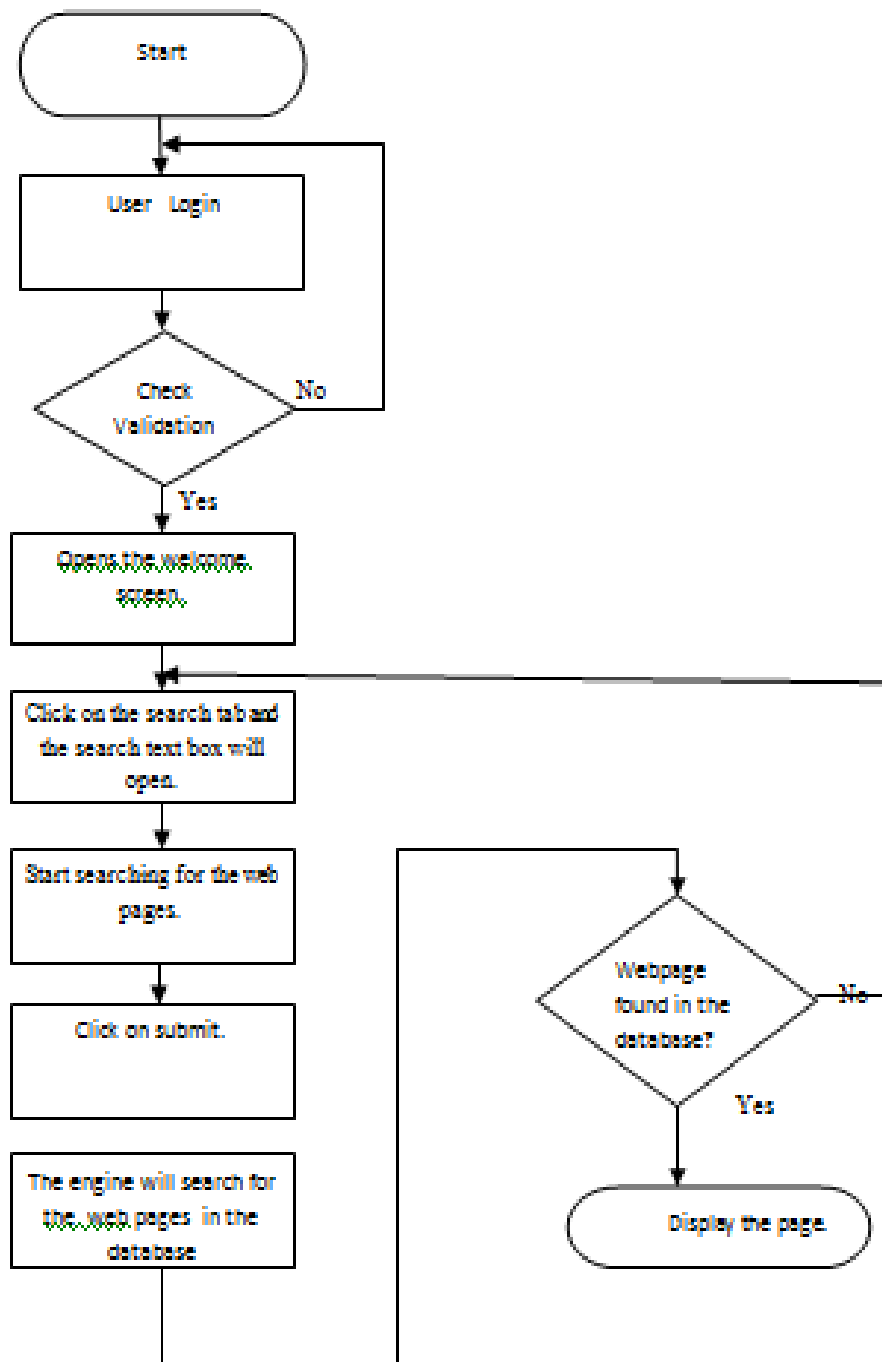 Start
User Login
Check
Validation
No
Yes
Opens the welcome
screen.
Click on the search tab and
the search text box will
open.
Start searching for the web
pages.
Click on submit.
The engine will search for
the web pages in the
database
Webpage
found in the
database?
No
Yes
Display the page.